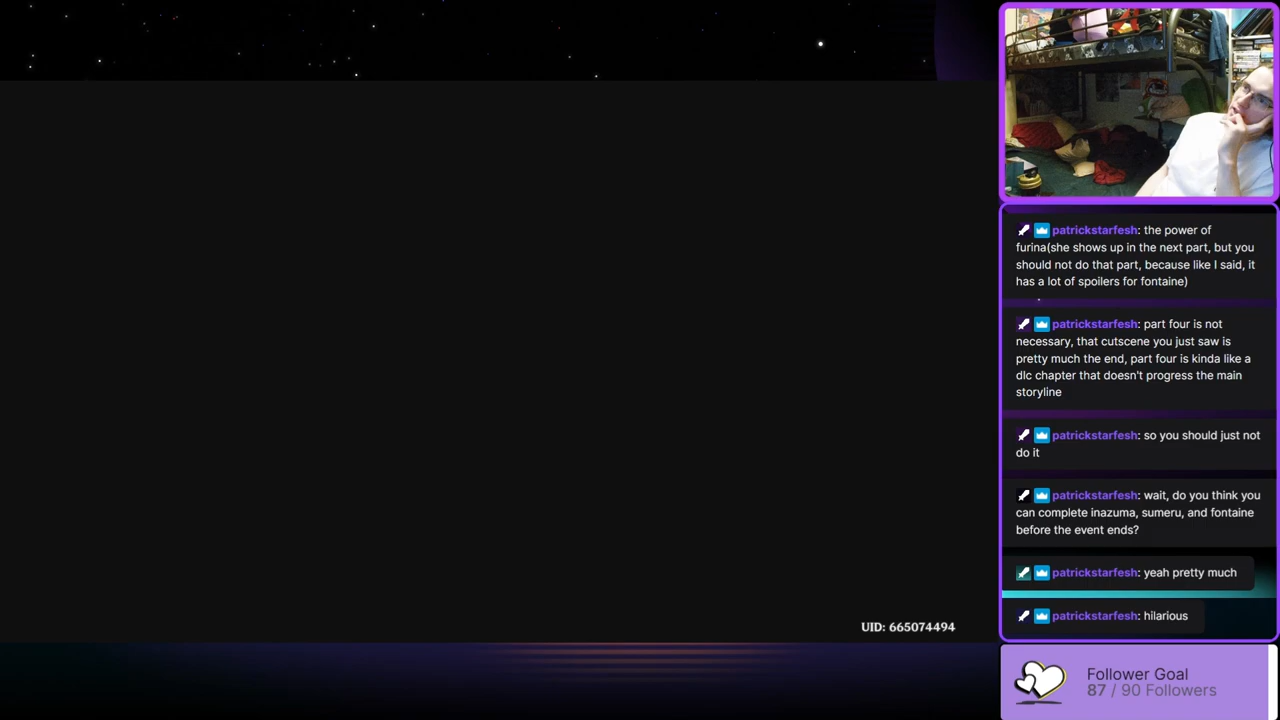 patrickstarfesh: the power of
furina(she shows up in the next part, but you
should not do that part, because like I said, it
has a lot of spoilers for fontaine)
patrickstarfesh: part four is not
necessary, that cutscene you just saw is
pretty much the end, part four is kinda like a
dlc chapter that doesn't progress the main
storyline
patrickstarfesh: so you should just not
do it
patrickstarfesh: wait, do you think you
can complete inazuma, sumeru, and fontaine
before the event ends?
patrickstarfesh: yeah pretty much
patrickstarfesh: hilarious
UID: 665074494
Follower Goal
87 / 90 Followers